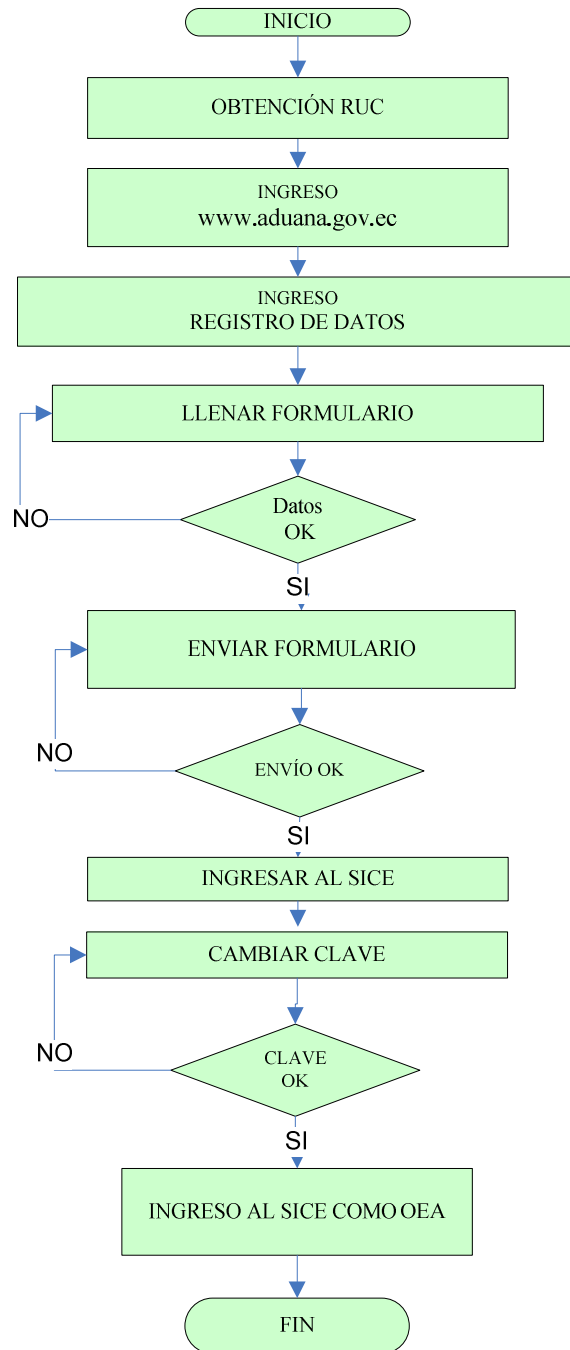 INICIO
OBTENCIÓN RUC
INGRESO
www.aduana.gov.ec
INGRESO
REGISTRO DE DATOS
LLENAR FORMULARIO
Datos
OK
NO
SI
ENVIAR FORMULARIO
NO
ENVÍO OK
SI
INGRESAR AL SICE
CAMBIAR CLAVE
NO
CLAVE
OK
SI
INGRESO AL SICE COMO OEA
FIN